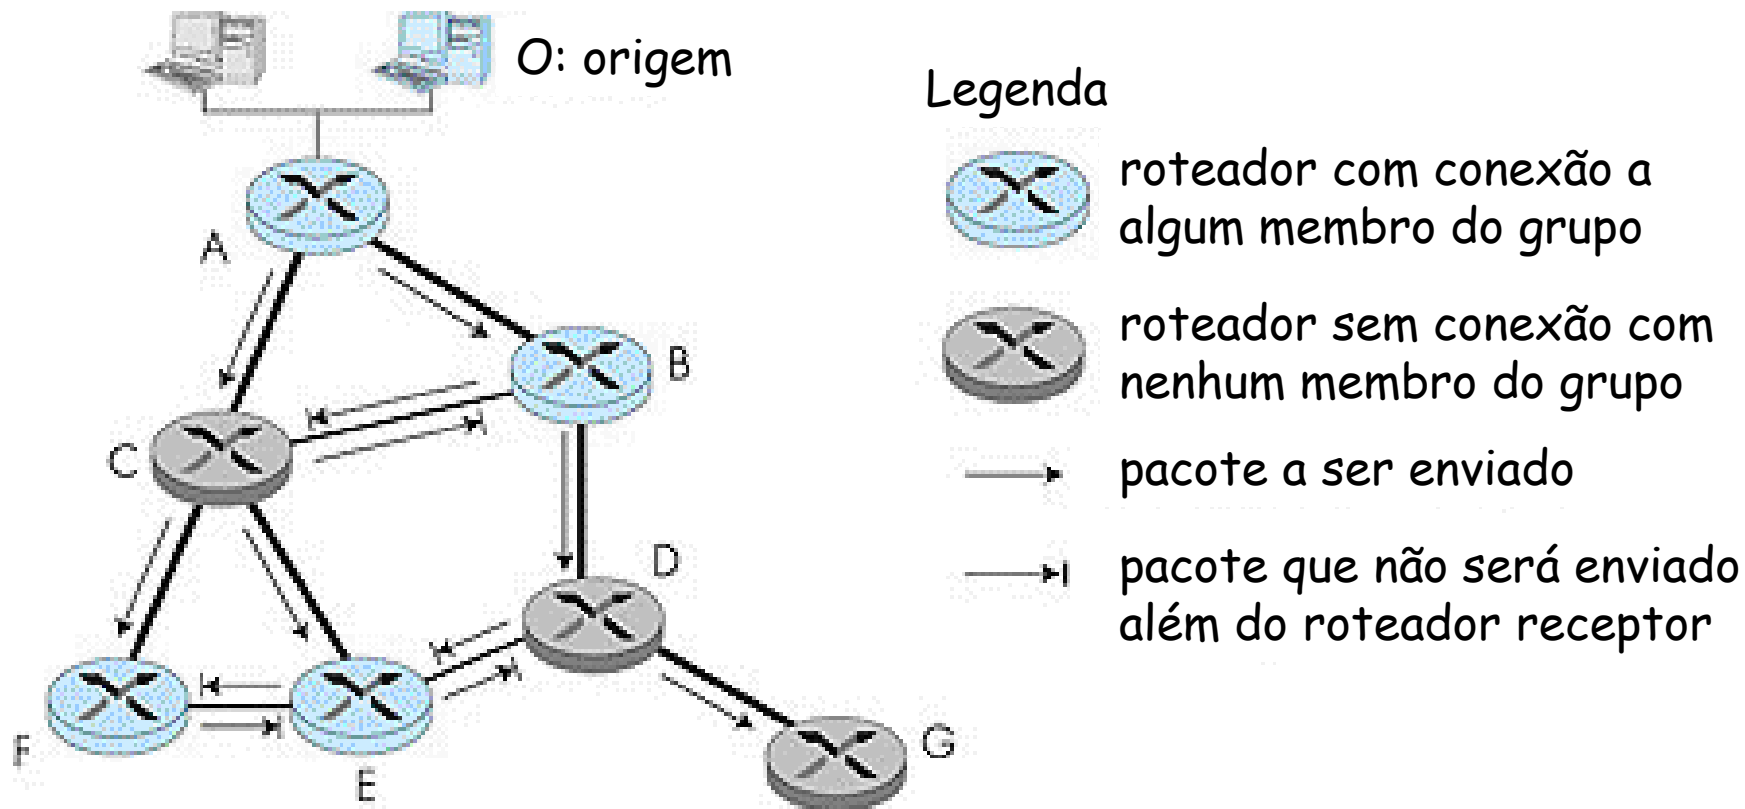 O: origem
Legenda
roteador com conexão a
algum membro do grupo
roteador sem conexão com
nenhum membro do grupo
pacote a ser enviado
pacote que não será enviado
além do roteador receptor
A
B
C
D
F
E
G